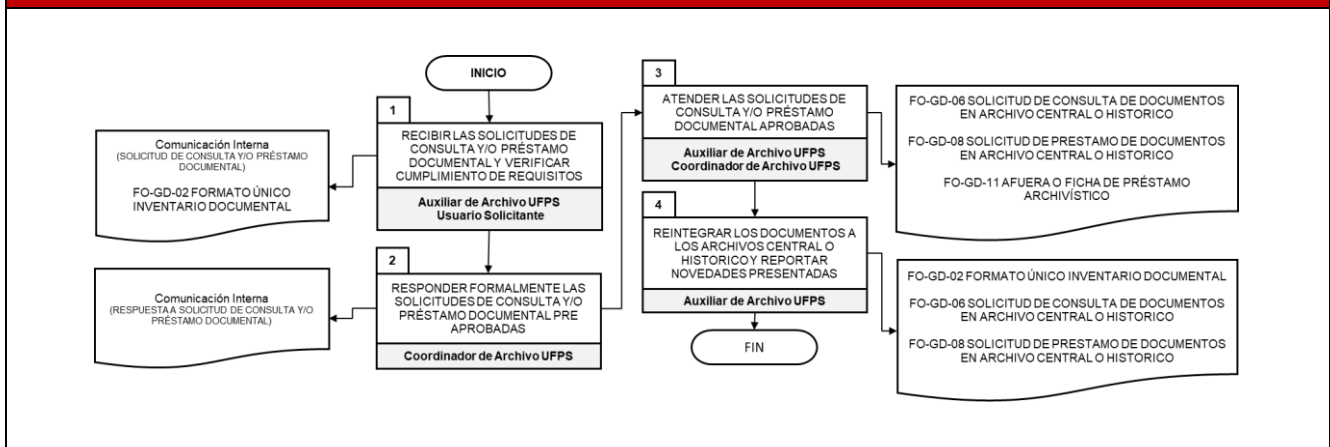 INICIO
1
RECIBIR LAS SOLICITUDES DE
CONSULTA Y/O PRÉSTAMO
DOCUMENTAL Y VERIFICAR
CUMPLIMIENTO DE REQUISITOS
Auxiliar de Archivo UFPS
Usuario Solicitante
Comunicación Interna
(SOLICITUD DE CONSULTA Y/O PRÉSTAMO
DOCUMENTAL)
FO-GD-02 FORMATO ÚNICO
INVENTARIO DOCUMENTAL
2
RESPONDER FORMALMENTE LAS
SOLICITUDES DE CONSULTA Y/O
PRÉSTAMO DOCUMENTAL PRE
APROBADAS
Coordinador de Archivo UFPS
Comunicación Interna
(RESPUESTA A SOLICITUD DE CONSULTA Y/O
PRÉSTAMO DOCUMENTAL)
3
ATENDER LAS SOLICITUDES DE
CONSULTA Y/O PRÉSTAMO
DOCUMENTAL APROBADAS
Auxiliar de Archivo UFPS
Coordinador de Archivo UFPS
FO-GD-06 SOLICITUD DE CONSULTA DE DOCUMENTOS
EN ARCHIVO CENTRAL O HISTORICO
FO-GD-08 SOLICITUD DE PRESTAMO DE DOCUMENTOS
EN ARCHIVO CENTRAL O HISTORICO
FO-GD-11 AFUERA O FICHA DE PRÉSTAMO
ARCHIVÍSTICO
4
REINTEGRAR LOS DOCUMENTOS A
LOS ARCHIVOS CENTRAL O
HISTORICO Y REPORTAR
NOVEDADES PRESENTADAS
Auxiliar de Archivo UFPS
FO-GD-02 FORMATO ÚNICO INVENTARIO DOCUMENTAL
FO-GD-06 SOLICITUD DE CONSULTA DE DOCUMENTOS
EN ARCHIVO CENTRAL O HISTORICO
FO-GD-08 SOLICITUD DE PRESTAMO DE DOCUMENTOS
EN ARCHIVO CENTRAL O HISTORICO
FIN